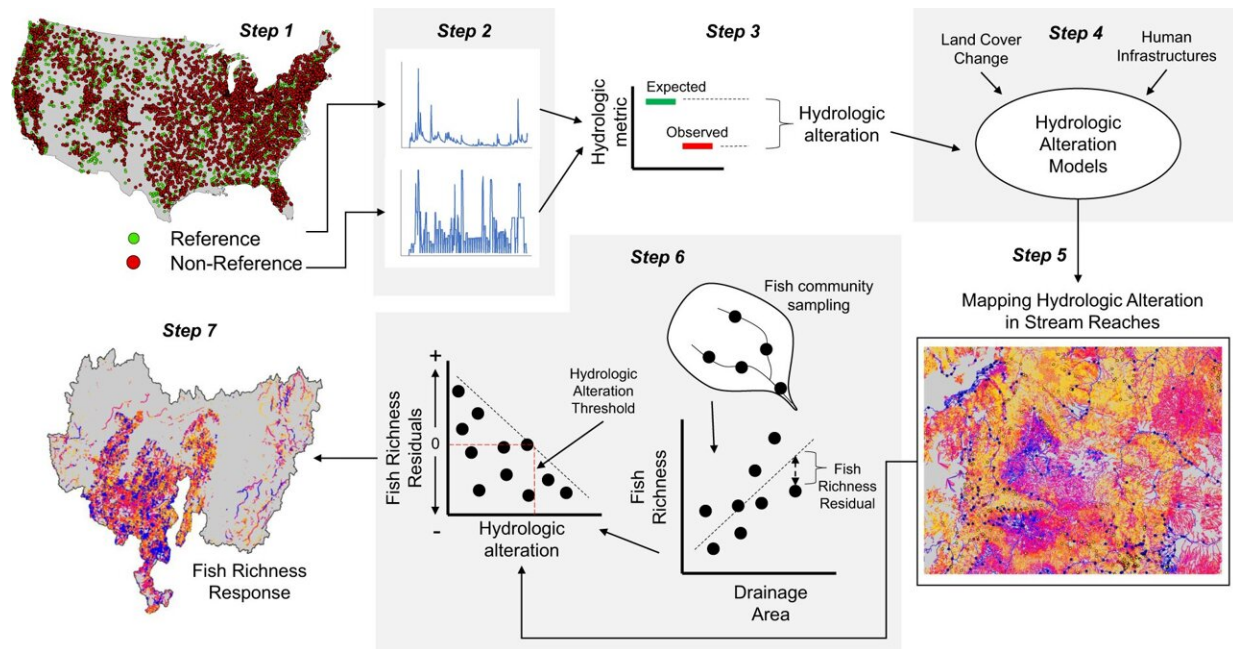 Step 1
Reference
Non-Reference
Step 2
Step 3
Hydrologic
metric
Expected
Observed
Hydrologic
alteration
Step 4
Land Cover
Change
Human
Infrastructures
Hydrologic
Alteration
Models
Step 5
Mapping Hydrologic Alteration
in Stream Reaches
Step 6
Fish community
sampling
Fish
Richness
Fish
Richness
Residual
Drainage
Area
Fish Richness
Residuals
+
0
-
Hydrologic
Alteration
Threshold
Hydrologic
alteration
Step 7
Fish Richness
Response